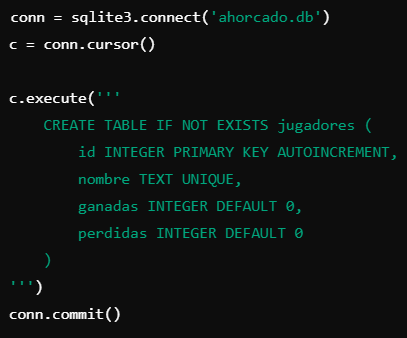 conn = sqlite3.connect('ahorcado.db')
c = conn.cursor()

c.execute('''
    CREATE TABLE IF NOT EXISTS jugadores (
        id INTEGER PRIMARY KEY AUTOINCREMENT,
        nombre TEXT UNIQUE,
        ganadas INTEGER DEFAULT 0,
        perdidas INTEGER DEFAULT 0
    )
''')
conn.commit()